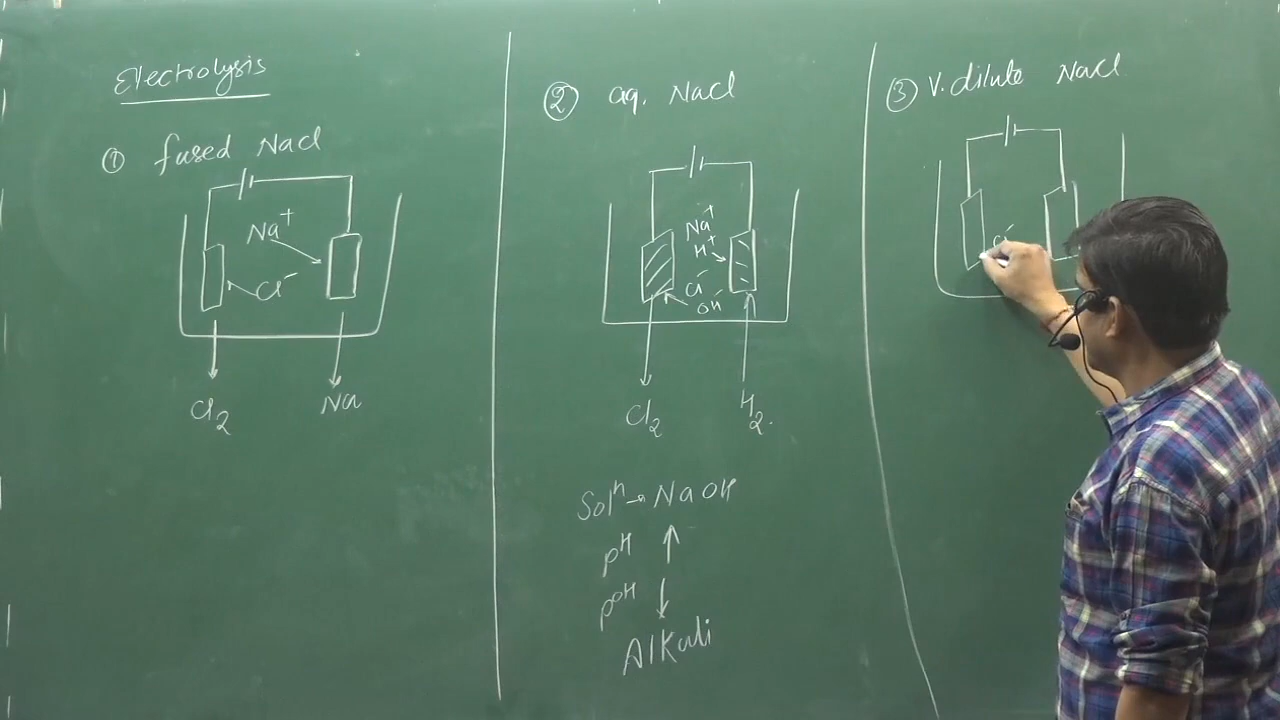 Electrolysis
① fused NaCl
Na⁺
Cl⁻
Cl₂
Na
② aq. NaCl
Na⁺
H⁺
Cl⁻
OH⁻
Cl₂
H₂.
Solⁿ → NaOH
pH ↑
pOH ↓
Alkali
③ V. dilute NaCl
Cl⁻